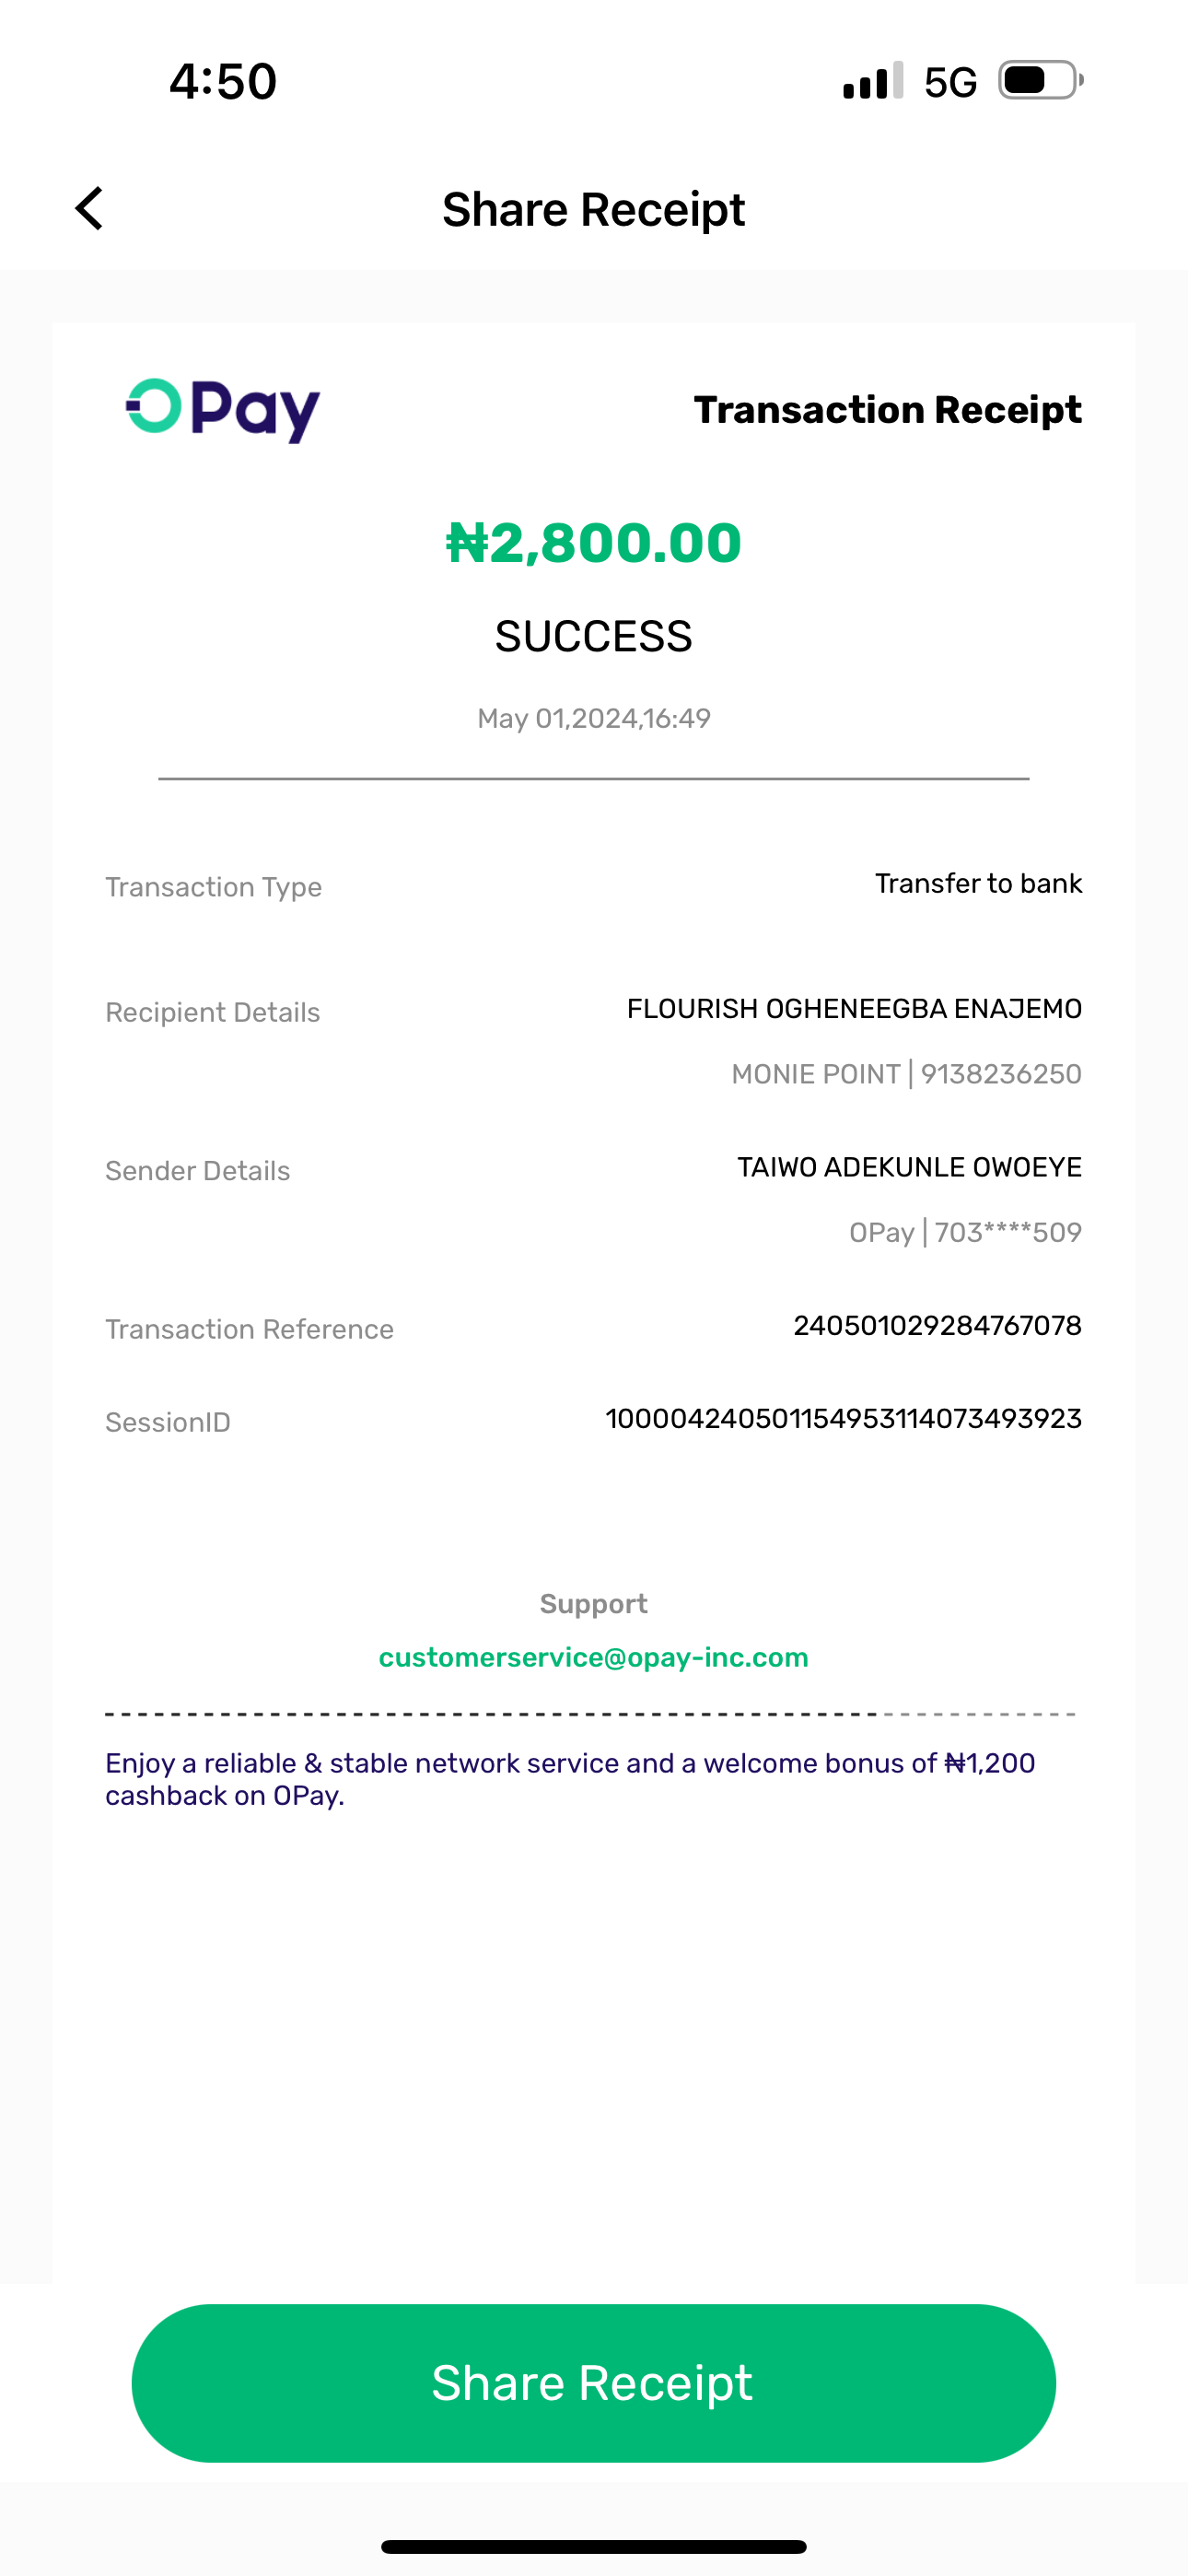 4:50
5G
Share Receipt
OPay
Transaction Receipt
₦2,800.00
SUCCESS
May 01,2024,16:49
Transaction Type
Transfer to bank
Recipient Details
FLOURISH OGHENEEGBA ENAJEMO
MONIE POINT | 9138236250
Sender Details
TAIWO ADEKUNLE OWOEYE
OPay | 703****509
Transaction Reference
240501029284767078
SessionID
100004240501154953114073493923
Support
customerservice@opay-inc.com
Enjoy a reliable & stable network service and a welcome bonus of ₦1,200
cashback on OPay.
Share Receipt